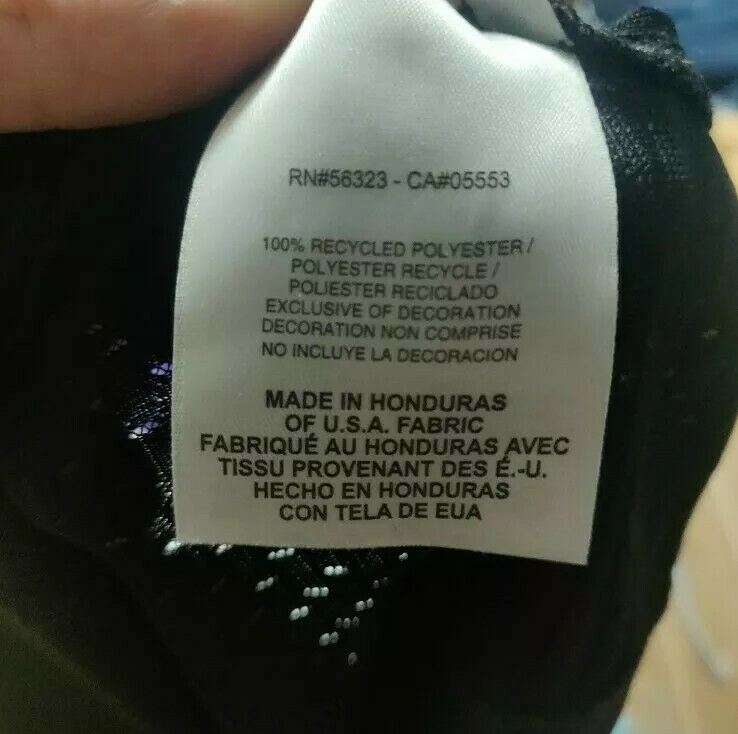 RN#56323 - CA#05553
100% RECYCLED POLYESTER /
POLYESTER RECYCLE /
POLIESTER RECICLADO
EXCLUSIVE OF DECORATION
DECORATION NON COMPRISE
NO INCLUYE LA DECORACION
MADE IN HONDURAS
OF U.S.A. FABRIC
FABRIQUÉ AU HONDURAS AVEC
TISSU PROVENANT DES É.-U.
HECHO EN HONDURAS
CON TELA DE EUA